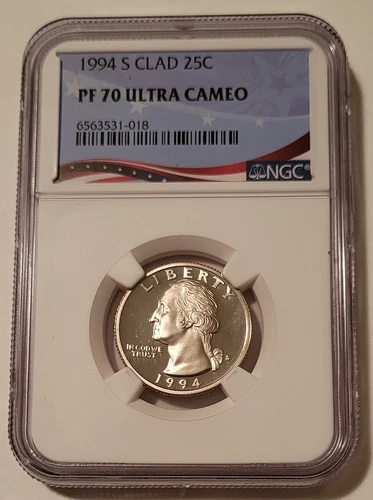 1994 S CLAD 25C
PF 70 ULTRA CAMEO
6563531-018
NGC®
LIBERTY
IN GOD WE
TRUST
S
1994